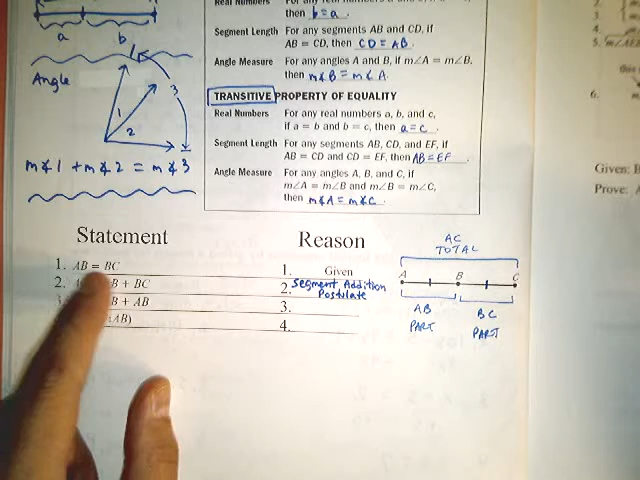 a b
Angle
1
2
3
m∡1 + m∡2 = m∡3
Real Numbers
then b = a.
Segment Length For any segments AB and CD, if
AB = CD, then CD = AB.
Angle Measure For any angles A and B, if m∠A = m∠B,
then m∡B = m∡A.
TRANSITIVE PROPERTY OF EQUALITY
Real Numbers For any real numbers a, b, and c,
if a = b and b = c, then a = c.
Segment Length For any segments AB, CD, and EF, if
AB = CD and CD = EF, then AB = EF
Angle Measure For any angles A, B, and C, if
m∠A = m∠B and m∠B = m∠C,
then m∡A = m∡C.
Statement Reason
1. AB = BC 1. Given
2. B + BC 2. Segment Addition
Postulate
B + AB 3.
AB) 4.
AC
TOTAL
A B C
AB BC
PART PART
2.
3.
4.
5.
6.
Given:
Prove: